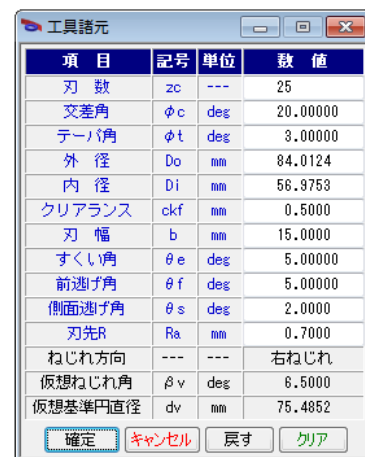 工具諸元
項 目 記号 単位 数 値
刃 数 zc --- 25
交差角 φc deg 20.00000
テーパ角 φt deg 3.00000
外 径 Do mm 84.0124
内 径 Di mm 56.9753
クリアランス ckf mm 0.5000
刃 幅 b mm 15.0000
すくい角 θe deg 5.00000
前逃げ角 θf deg 5.00000
側面逃げ角 θs deg 2.0000
刃先R Ra mm 0.7000
ねじれ方向 --- --- 右ねじれ
仮想ねじれ角 βv deg 6.5000
仮想基準円直径 dv mm 75.4852
確定 キャンセル 戻す クリア